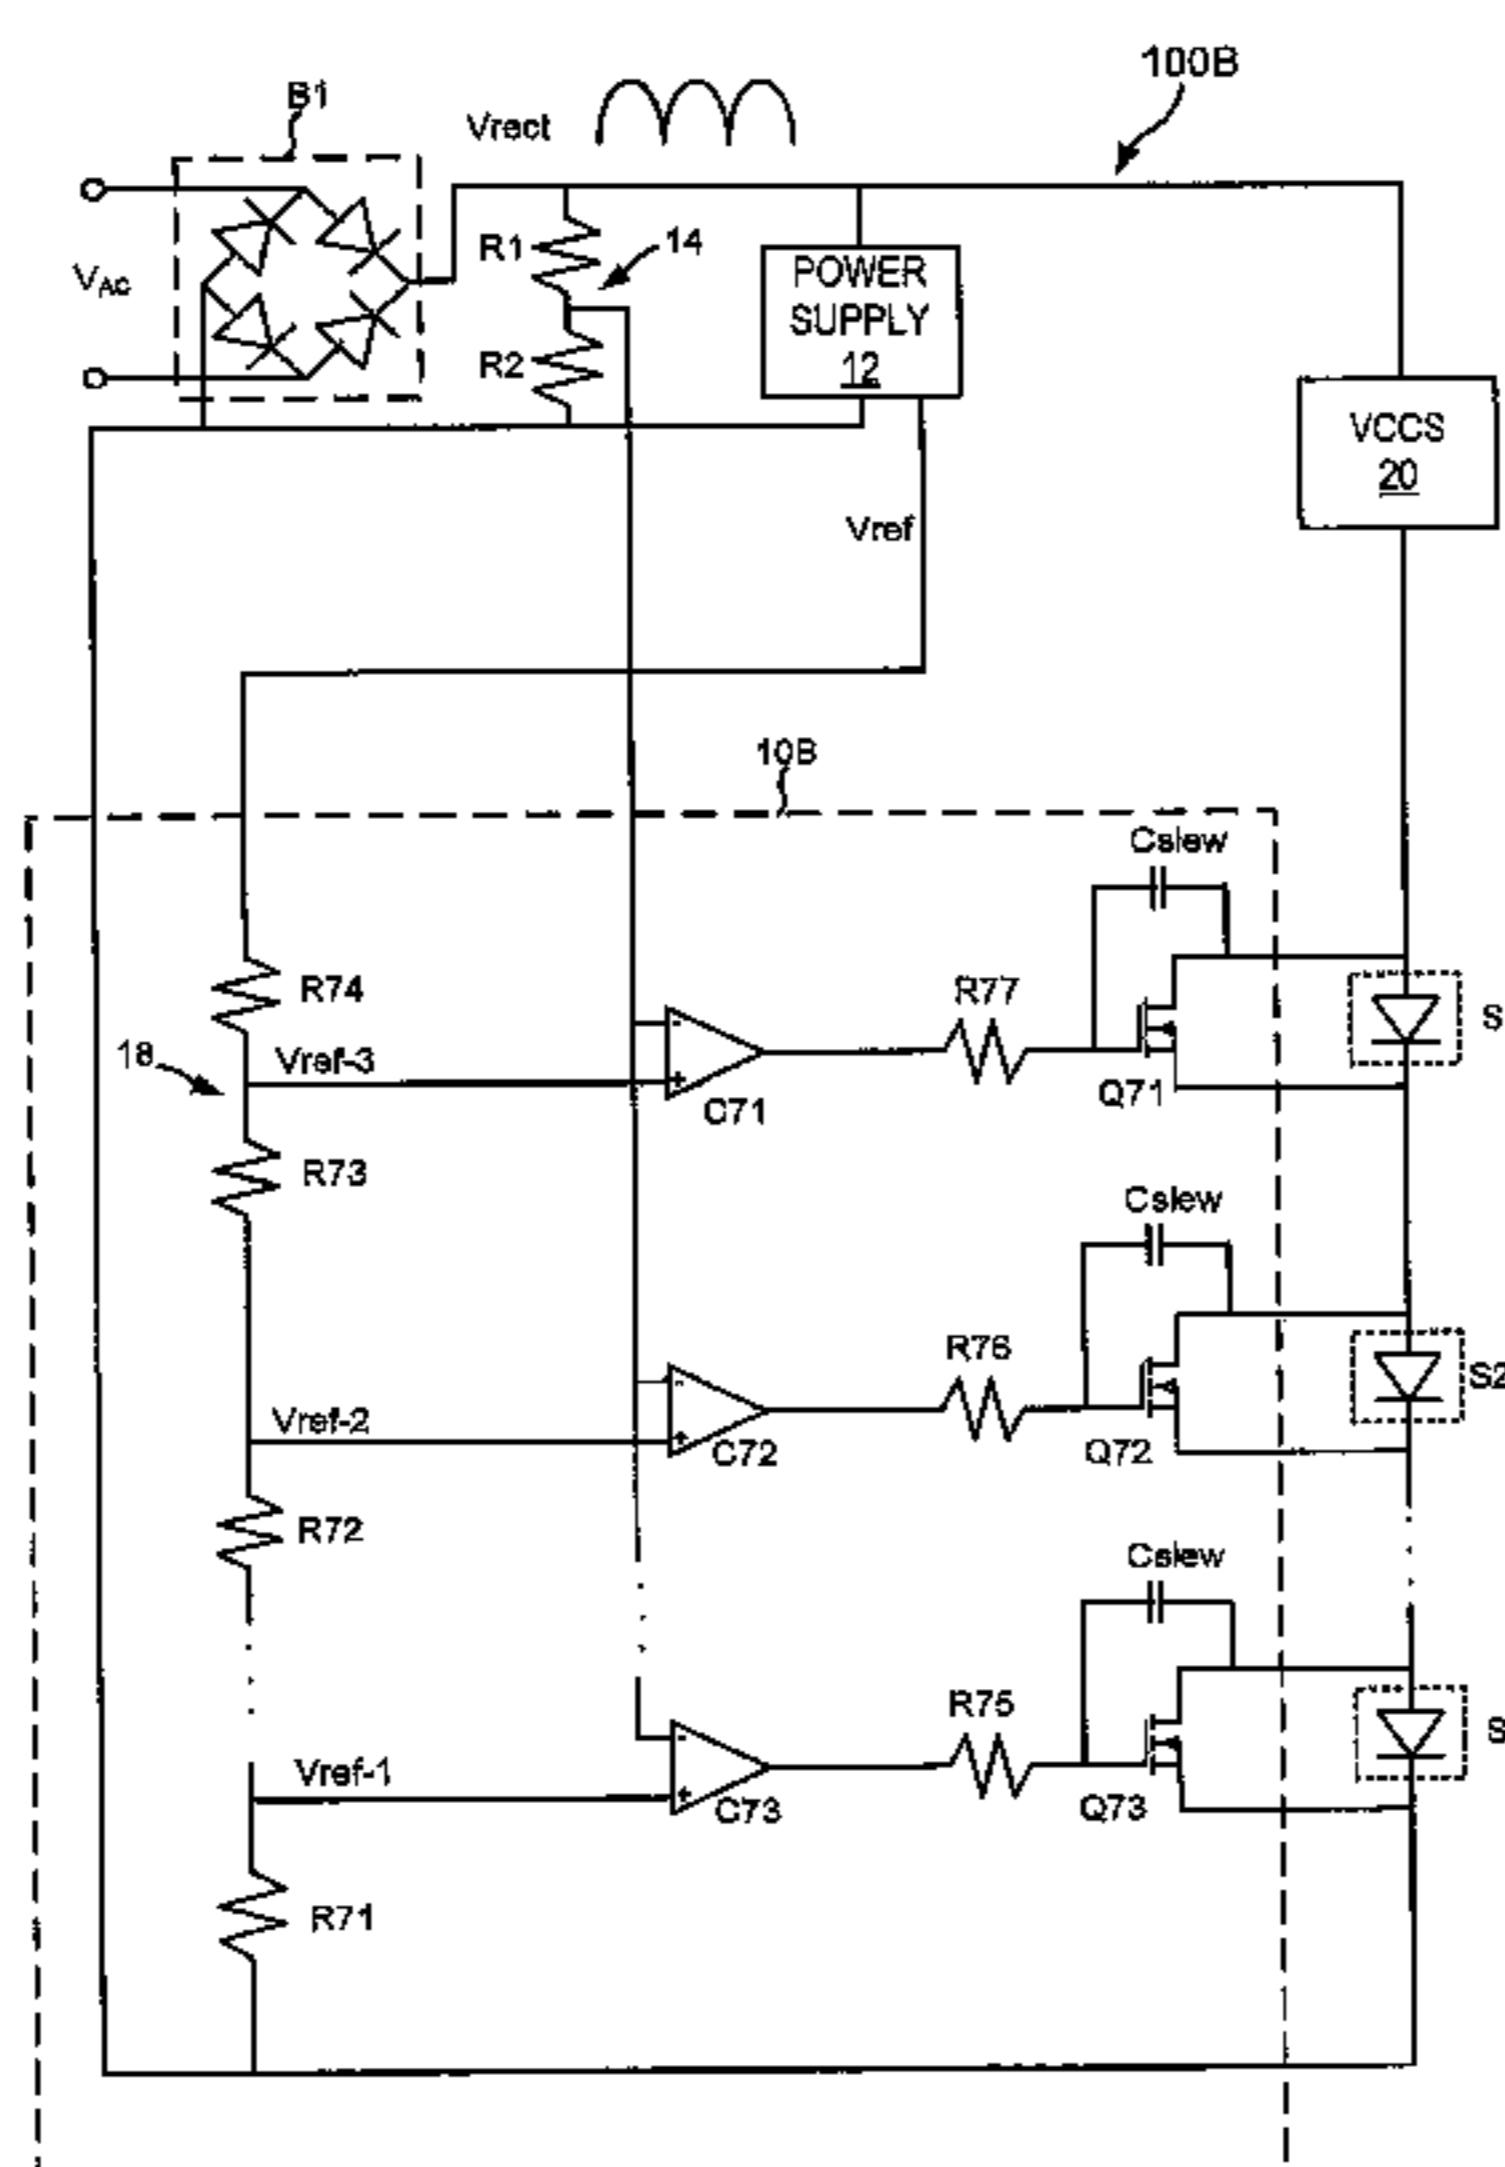 100B
B1
Vrect
VAC
R1
14
R2
POWER
SUPPLY
12
VCCS
20
Vref
10B
Cslew
R74
R77
18
Vref-3
-
+
C71
Q71
S
R73
Cslew
R76
S2
Vref-2
-
+
C72
Q72
R72
Cslew
R75
S
Vref-1
-
+
C73
Q73
R71